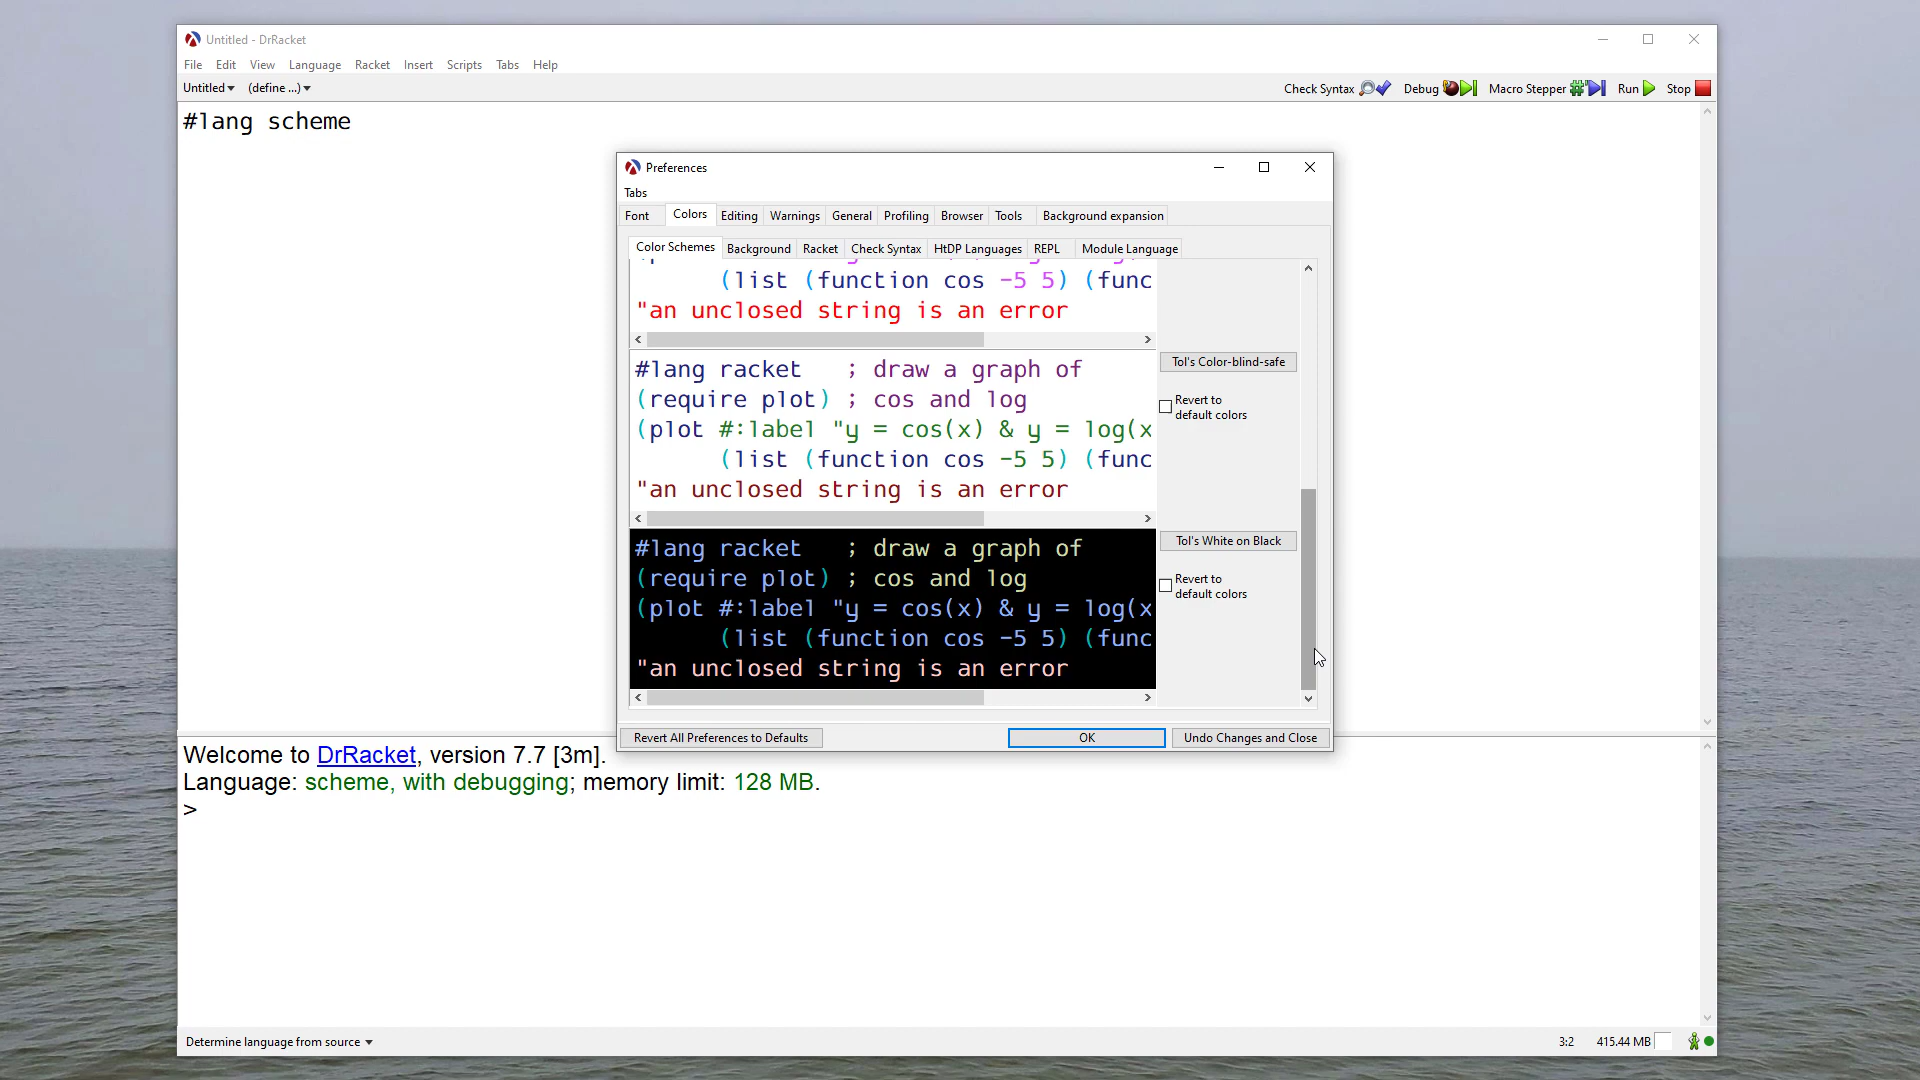 Untitled - DrRacket
File Edit View Language Racket Insert Scripts Tabs Help
Untitled (define ...) Check Syntax Debug Macro Stepper Run Stop
#lang scheme
Preferences
Tabs
Font Colors Editing Warnings General Profiling Browser Tools Background expansion
Color Schemes Background Racket Check Syntax HtDP Languages REPL Module Language
(list (function cos -5 5) (func
"an unclosed string is an error
#lang racket ; draw a graph of
(require plot) ; cos and log
(plot #:label "y = cos(x) & y = log(x
(list (function cos -5 5) (func
"an unclosed string is an error
Tol's Color-blind-safe
Revert to
default colors
#lang racket ; draw a graph of
(require plot) ; cos and log
(plot #:label "y = cos(x) & y = log(x
(list (function cos -5 5) (func
"an unclosed string is an error
Tol's White on Black
Revert to
default colors
Revert All Preferences to Defaults OK Undo Changes and Close
Welcome to DrRacket, version 7.7 [3m].
Language: scheme, with debugging; memory limit: 128 MB.
>
Determine language from source 3:2 415.44 MB